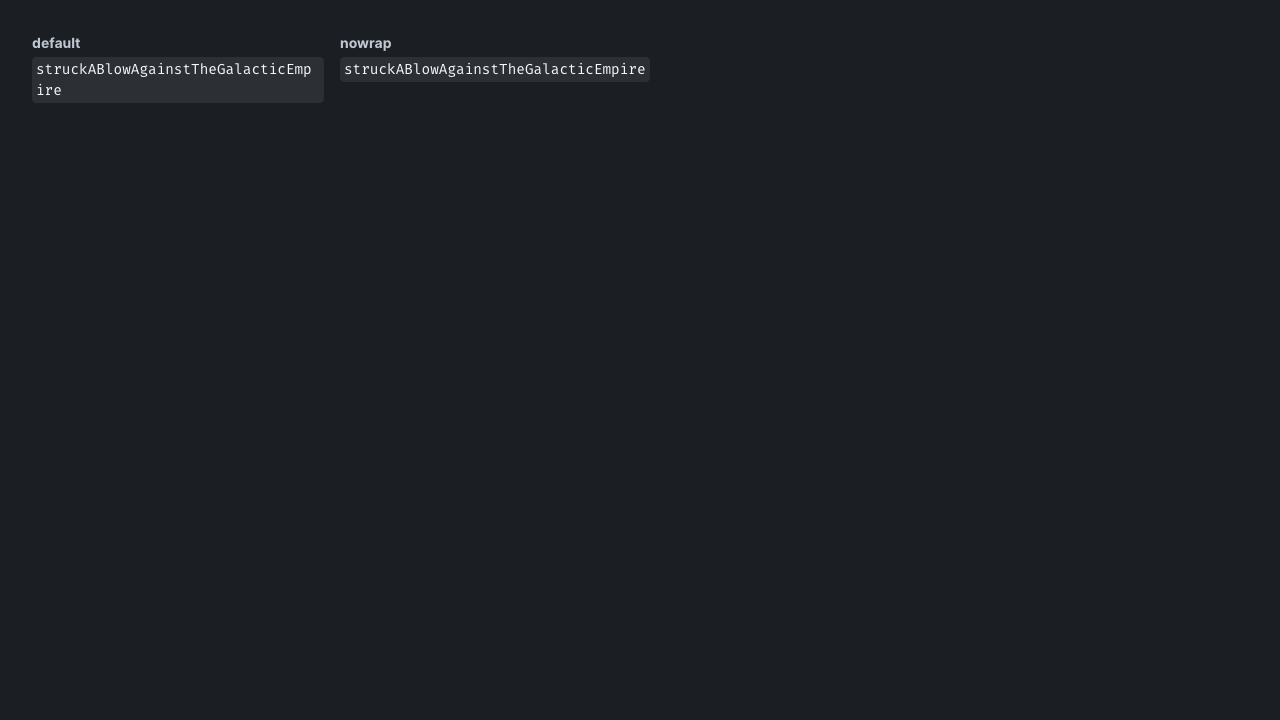 default
struckABlowAgainstTheGalacticEmp
ire
nowrap
struckABlowAgainstTheGalacticEmpire